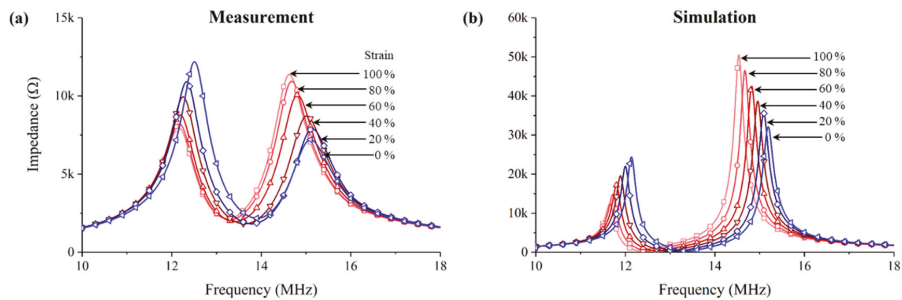 (a)
Measurement
15k
10k
5k
0
Impedance (Ω)
10
12
14
16
18
Frequency (MHz)
Strain
100 %
80 %
60 %
40 %
20 %
0 %
(b)
Simulation
60k
50k
40k
30k
20k
10k
0
10
12
14
16
18
Frequency (MHz)
100 %
80 %
60 %
40 %
20 %
0 %